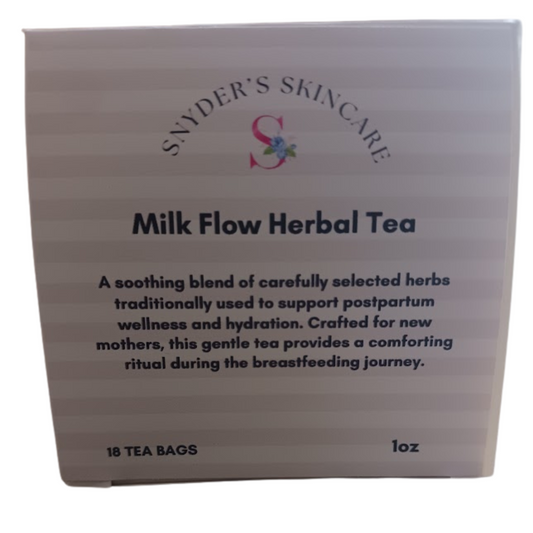 SNYDER'S SKINCARE
S
Milk Flow Herbal Tea
A soothing blend of carefully selected herbs
traditionally used to support postpartum
wellness and hydration. Crafted for new
mothers, this gentle tea provides a comforting
ritual during the breastfeeding journey.
18 TEA BAGS
1oz